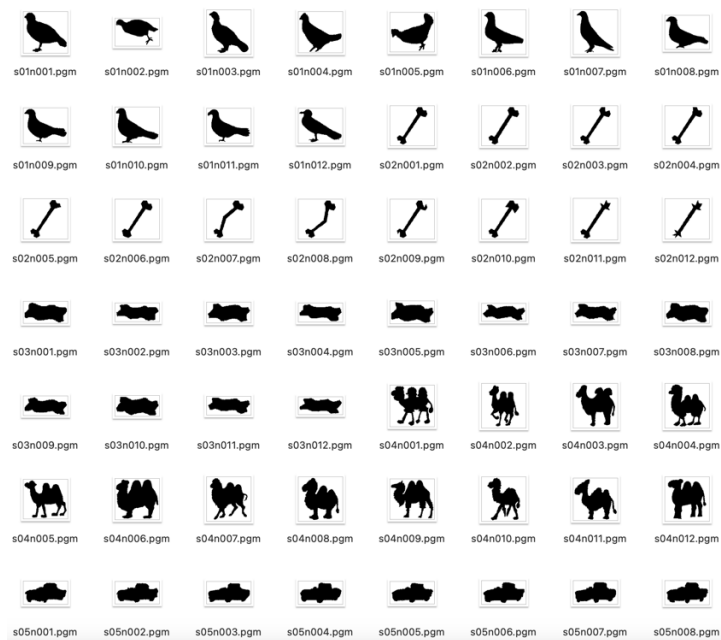 s01n001.pgm s01n002.pgm s01n003.pgm s01n004.pgm s01n005.pgm s01n006.pgm s01n007.pgm s01n008.pgm
s01n009.pgm s01n010.pgm s01n011.pgm s01n012.pgm s02n001.pgm s02n002.pgm s02n003.pgm s02n004.pgm
s02n005.pgm s02n006.pgm s02n007.pgm s02n008.pgm s02n009.pgm s02n010.pgm s02n011.pgm s02n012.pgm
s03n001.pgm s03n002.pgm s03n003.pgm s03n004.pgm s03n005.pgm s03n006.pgm s03n007.pgm s03n008.pgm
s03n009.pgm s03n010.pgm s03n011.pgm s03n012.pgm s04n001.pgm s04n002.pgm s04n003.pgm s04n004.pgm
s04n005.pgm s04n006.pgm s04n007.pgm s04n008.pgm s04n009.pgm s04n010.pgm s04n011.pgm s04n012.pgm
s05n001.pgm s05n002.pgm s05n003.pgm s05n004.pgm s05n005.pgm s05n006.pgm s05n007.pgm s05n008.pgm